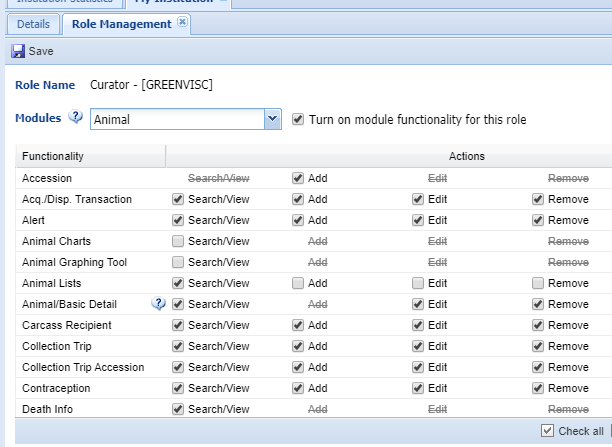 Institution Statistics My Institution
Details Role Management
Save
Role Name Curator - [GREENVISC]
Modules Animal Turn on module functionality for this role
Functionality Actions
Accession Search/View Add Edit Remove
Acq./Disp. Transaction Search/View Add Edit Remove
Alert Search/View Add Edit Remove
Animal Charts Search/View Add Edit Remove
Animal Graphing Tool Search/View Add Edit Remove
Animal Lists Search/View Add Edit Remove
Animal/Basic Detail Search/View Add Edit Remove
Carcass Recipient Search/View Add Edit Remove
Collection Trip Search/View Add Edit Remove
Collection Trip Accession Search/View Add Edit Remove
Contraception Search/View Add Edit Remove
Death Info Search/View Add Edit Remove
Check all